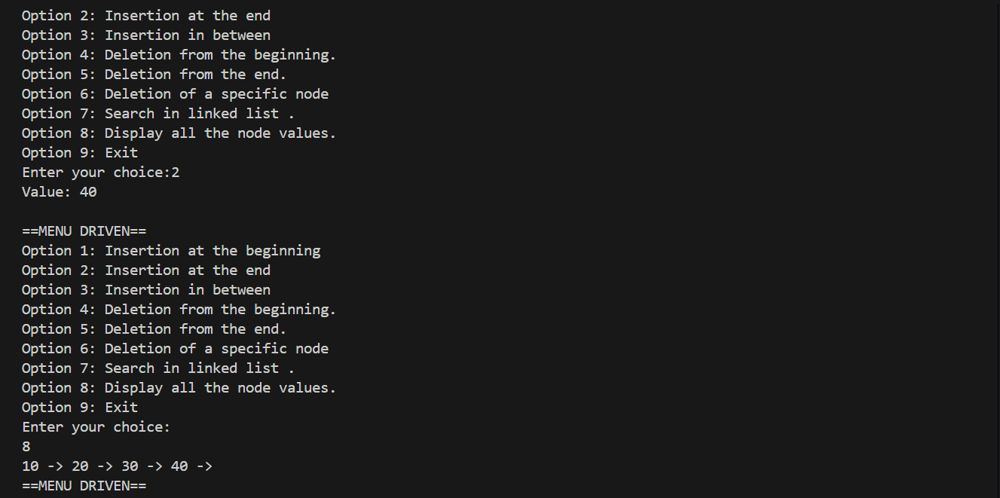 Option 2: Insertion at the end
Option 3: Insertion in between
Option 4: Deletion from the beginning.
Option 5: Deletion from the end.
Option 6: Deletion of a specific node
Option 7: Search in linked list .
Option 8: Display all the node values.
Option 9: Exit
Enter your choice:2
Value: 40

==MENU DRIVEN==
Option 1: Insertion at the beginning
Option 2: Insertion at the end
Option 3: Insertion in between
Option 4: Deletion from the beginning.
Option 5: Deletion from the end.
Option 6: Deletion of a specific node
Option 7: Search in linked list .
Option 8: Display all the node values.
Option 9: Exit
Enter your choice:
8
10 -> 20 -> 30 -> 40 ->
==MENU DRIVEN==